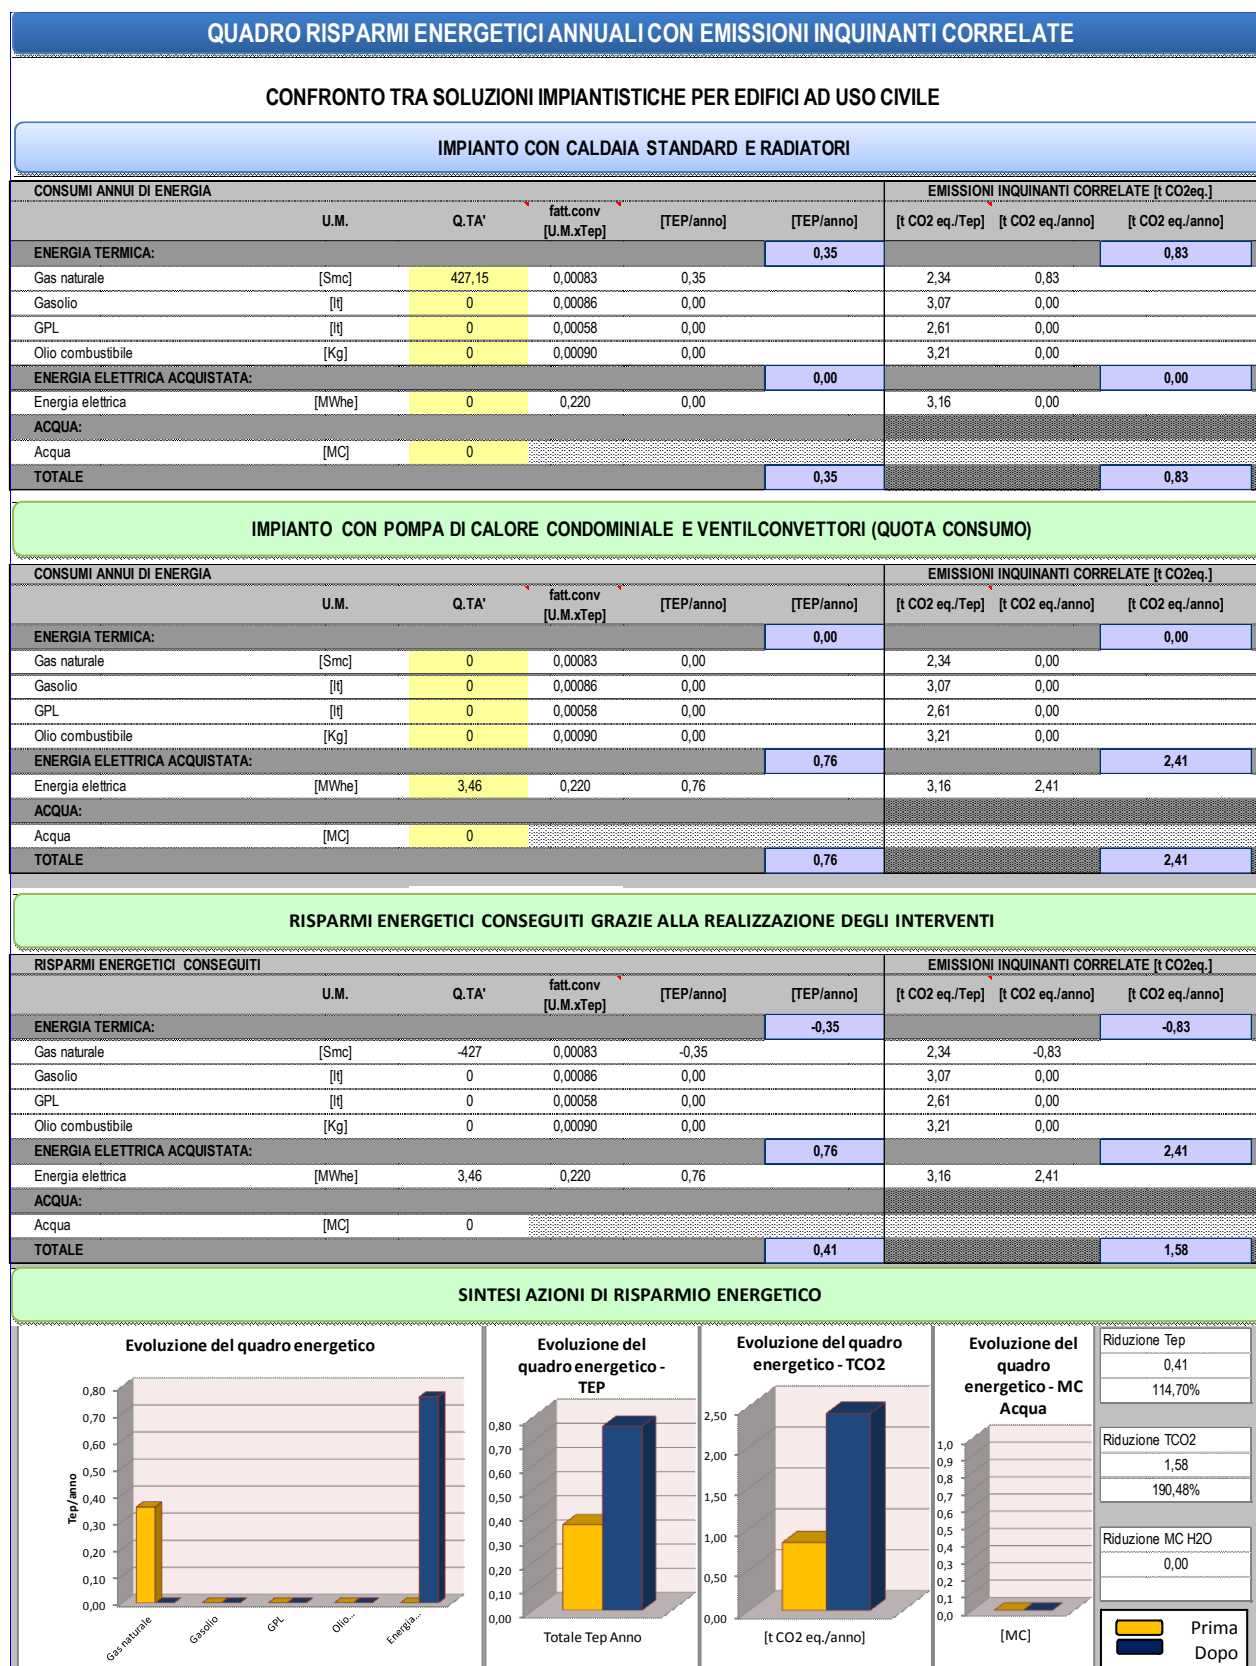 QUADRO RISPARMI ENERGETICI ANNUALI CON EMISSIONI INQUINANTI CORRELATE
CONFRONTO TRA SOLUZIONI IMPIANTISTICHE PER EDIFICI AD USO CIVILE
IMPIANTO CON CALDAIA STANDARD E RADIATORI
CONSUMI ANNUI DI ENERGIA EMISSIONI INQUINANTI CORRELATE [t CO2eq.]
U.M. Q.TA' fatt.conv [U.M.xTep] [TEP/anno] [TEP/anno] [t CO2 eq./Tep] [t CO2 eq./anno] [t CO2 eq./anno]
ENERGIA TERMICA: 0,35 0,83
Gas naturale [Smc] 427,15 0,00083 0,35 2,34 0,83
Gasolio [lt] 0 0,00086 0,00 3,07 0,00
GPL [lt] 0 0,00058 0,00 2,61 0,00
Olio combustibile [Kg] 0 0,00090 0,00 3,21 0,00
ENERGIA ELETTRICA ACQUISTATA: 0,00 0,00
Energia elettrica [MWhe] 0 0,220 0,00 3,16 0,00
ACQUA:
Acqua [MC] 0
TOTALE 0,35 0,83
IMPIANTO CON POMPA DI CALORE CONDOMINIALE E VENTILCONVETTORI (QUOTA CONSUMO)
CONSUMI ANNUI DI ENERGIA EMISSIONI INQUINANTI CORRELATE [t CO2eq.]
U.M. Q.TA' fatt.conv [U.M.xTep] [TEP/anno] [TEP/anno] [t CO2 eq./Tep] [t CO2 eq./anno] [t CO2 eq./anno]
ENERGIA TERMICA: 0,00 0,00
Gas naturale [Smc] 0 0,00083 0,00 2,34 0,00
Gasolio [lt] 0 0,00086 0,00 3,07 0,00
GPL [lt] 0 0,00058 0,00 2,61 0,00
Olio combustibile [Kg] 0 0,00090 0,00 3,21 0,00
ENERGIA ELETTRICA ACQUISTATA: 0,76 2,41
Energia elettrica [MWhe] 3,46 0,220 0,76 3,16 2,41
ACQUA:
Acqua [MC] 0
TOTALE 0,76 2,41
RISPARMI ENERGETICI CONSEGUITI GRAZIE ALLA REALIZZAZIONE DEGLI INTERVENTI
RISPARMI ENERGETICI CONSEGUITI EMISSIONI INQUINANTI CORRELATE [t CO2eq.]
U.M. Q.TA' fatt.conv [U.M.xTep] [TEP/anno] [TEP/anno] [t CO2 eq./Tep] [t CO2 eq./anno] [t CO2 eq./anno]
ENERGIA TERMICA: -0,35 -0,83
Gas naturale [Smc] -427 0,00083 -0,35 2,34 -0,83
Gasolio [lt] 0 0,00086 0,00 3,07 0,00
GPL [lt] 0 0,00058 0,00 2,61 0,00
Olio combustibile [Kg] 0 0,00090 0,00 3,21 0,00
ENERGIA ELETTRICA ACQUISTATA: 0,76 2,41
Energia elettrica [MWhe] 3,46 0,220 0,76 3,16 2,41
ACQUA:
Acqua [MC] 0
TOTALE 0,41 1,58
SINTESI AZIONI DI RISPARMIO ENERGETICO
Evoluzione del quadro energetico
Tep/anno
0,80
0,70
0,60
0,50
0,40
0,30
0,20
0,10
0,00
Gas naturale
Gasolio
GPL
Olio...
Energia...
Evoluzione del
quadro energetico -
TEP
0,80
0,70
0,60
0,50
0,40
0,30
0,20
0,10
0,00
Totale Tep Anno
Evoluzione del quadro
energetico - TCO2
2,50
2,00
1,50
1,00
0,50
0,00
[t CO2 eq./anno]
Evoluzione del
quadro
energetico - MC
Acqua
1,0
0,9
0,8
0,7
0,6
0,5
0,4
0,3
0,2
0,1
0,0
[MC]
Riduzione Tep
0,41
114,70%
Riduzione TCO2
1,58
190,48%
Riduzione MC H2O
0,00
Prima
Dopo